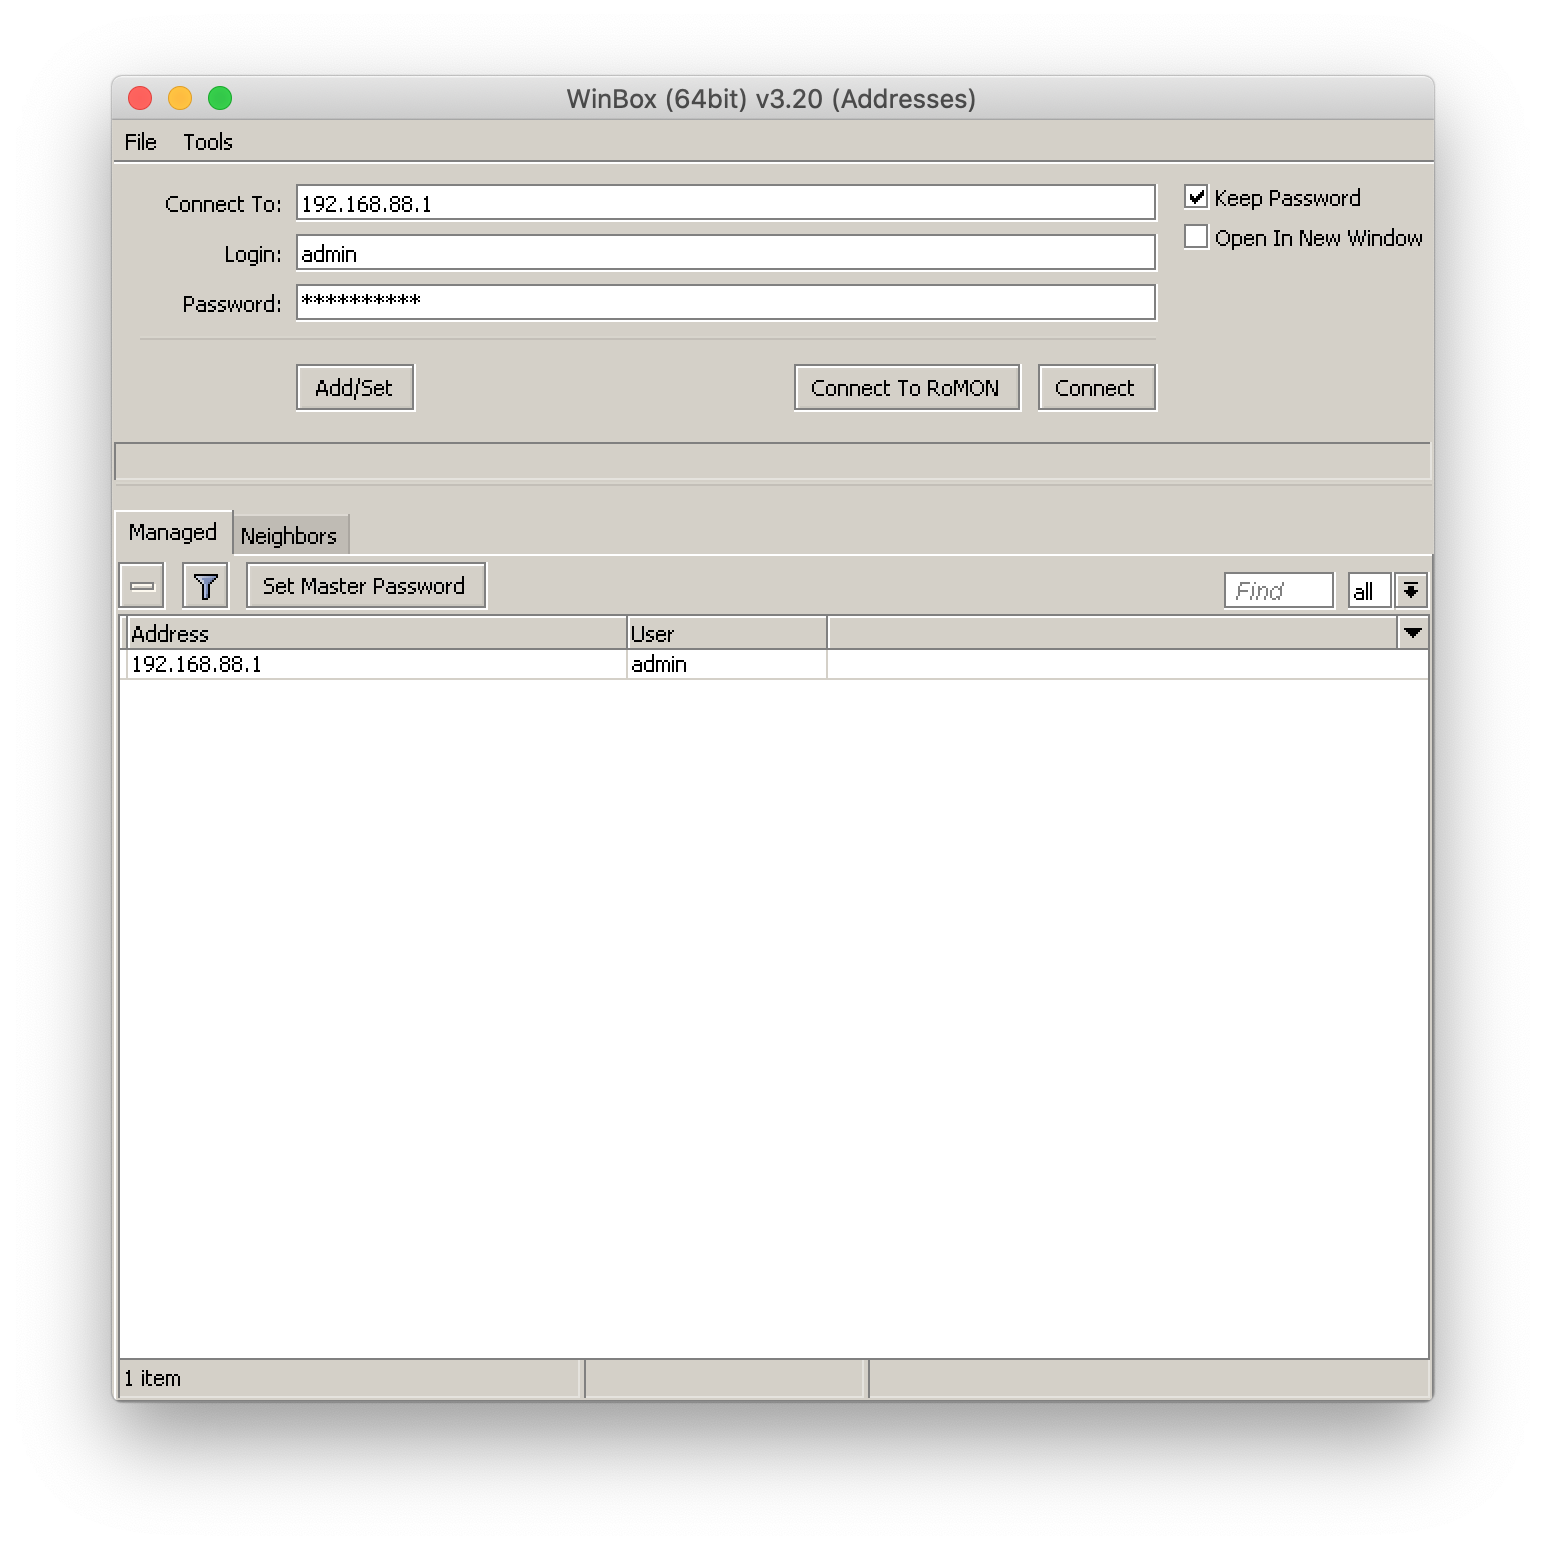 WinBox (64bit) v3.20 (Addresses)
File Tools
Connect To: 192.168.88.1 Keep Password
Login: admin Open In New Window
Password: **********
Add/Set Connect To RoMON Connect
Managed Neighbors
Set Master Password Find all
Address User
192.168.88.1 admin
1 item